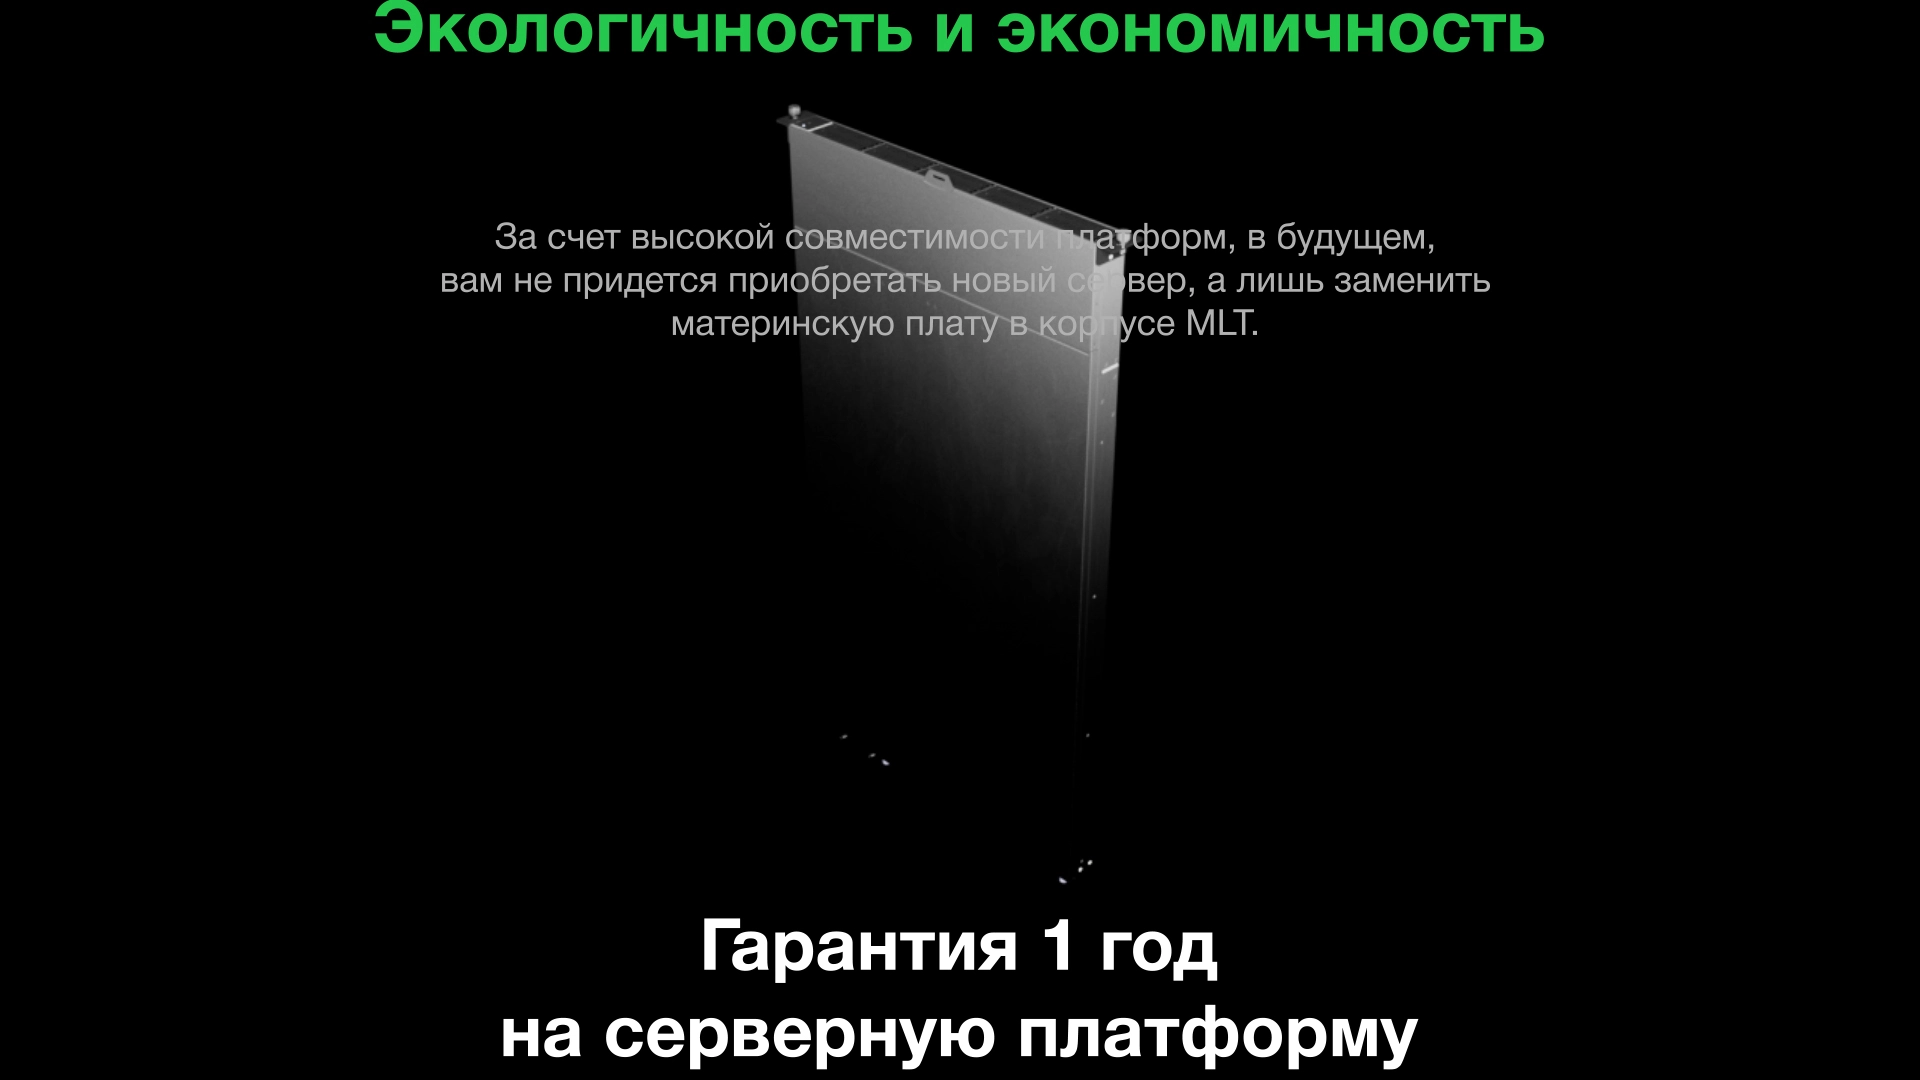 Экологичность и экономичность
За счет высокой совместимости платформ, в будущем,
вам не придется приобретать новый сервер, а лишь заменить
материнскую плату в корпусе MLT.
Гарантия 1 год
на серверную платформу